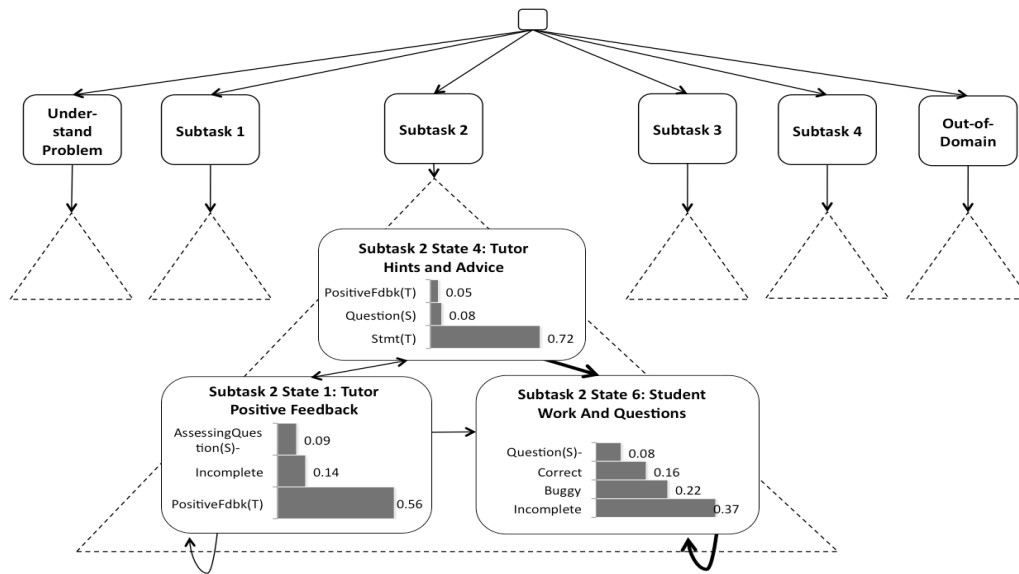 Under-
stand
Problem
Subtask 1
Subtask 2
Subtask 3
Subtask 4
Out-of-
Domain
Subtask 2 State 4: Tutor
Hints and Advice
PositiveFdbk(T) 0.05
Question(S) 0.08
Stmt(T) 0.72
Subtask 2 State 1: Tutor
Positive Feedback
AssessingQues
tion(S)- 0.09
Incomplete 0.14
PositiveFdbk(T) 0.56
Subtask 2 State 6: Student
Work And Questions
Question(S)- 0.08
Correct 0.16
Buggy 0.22
Incomplete 0.37